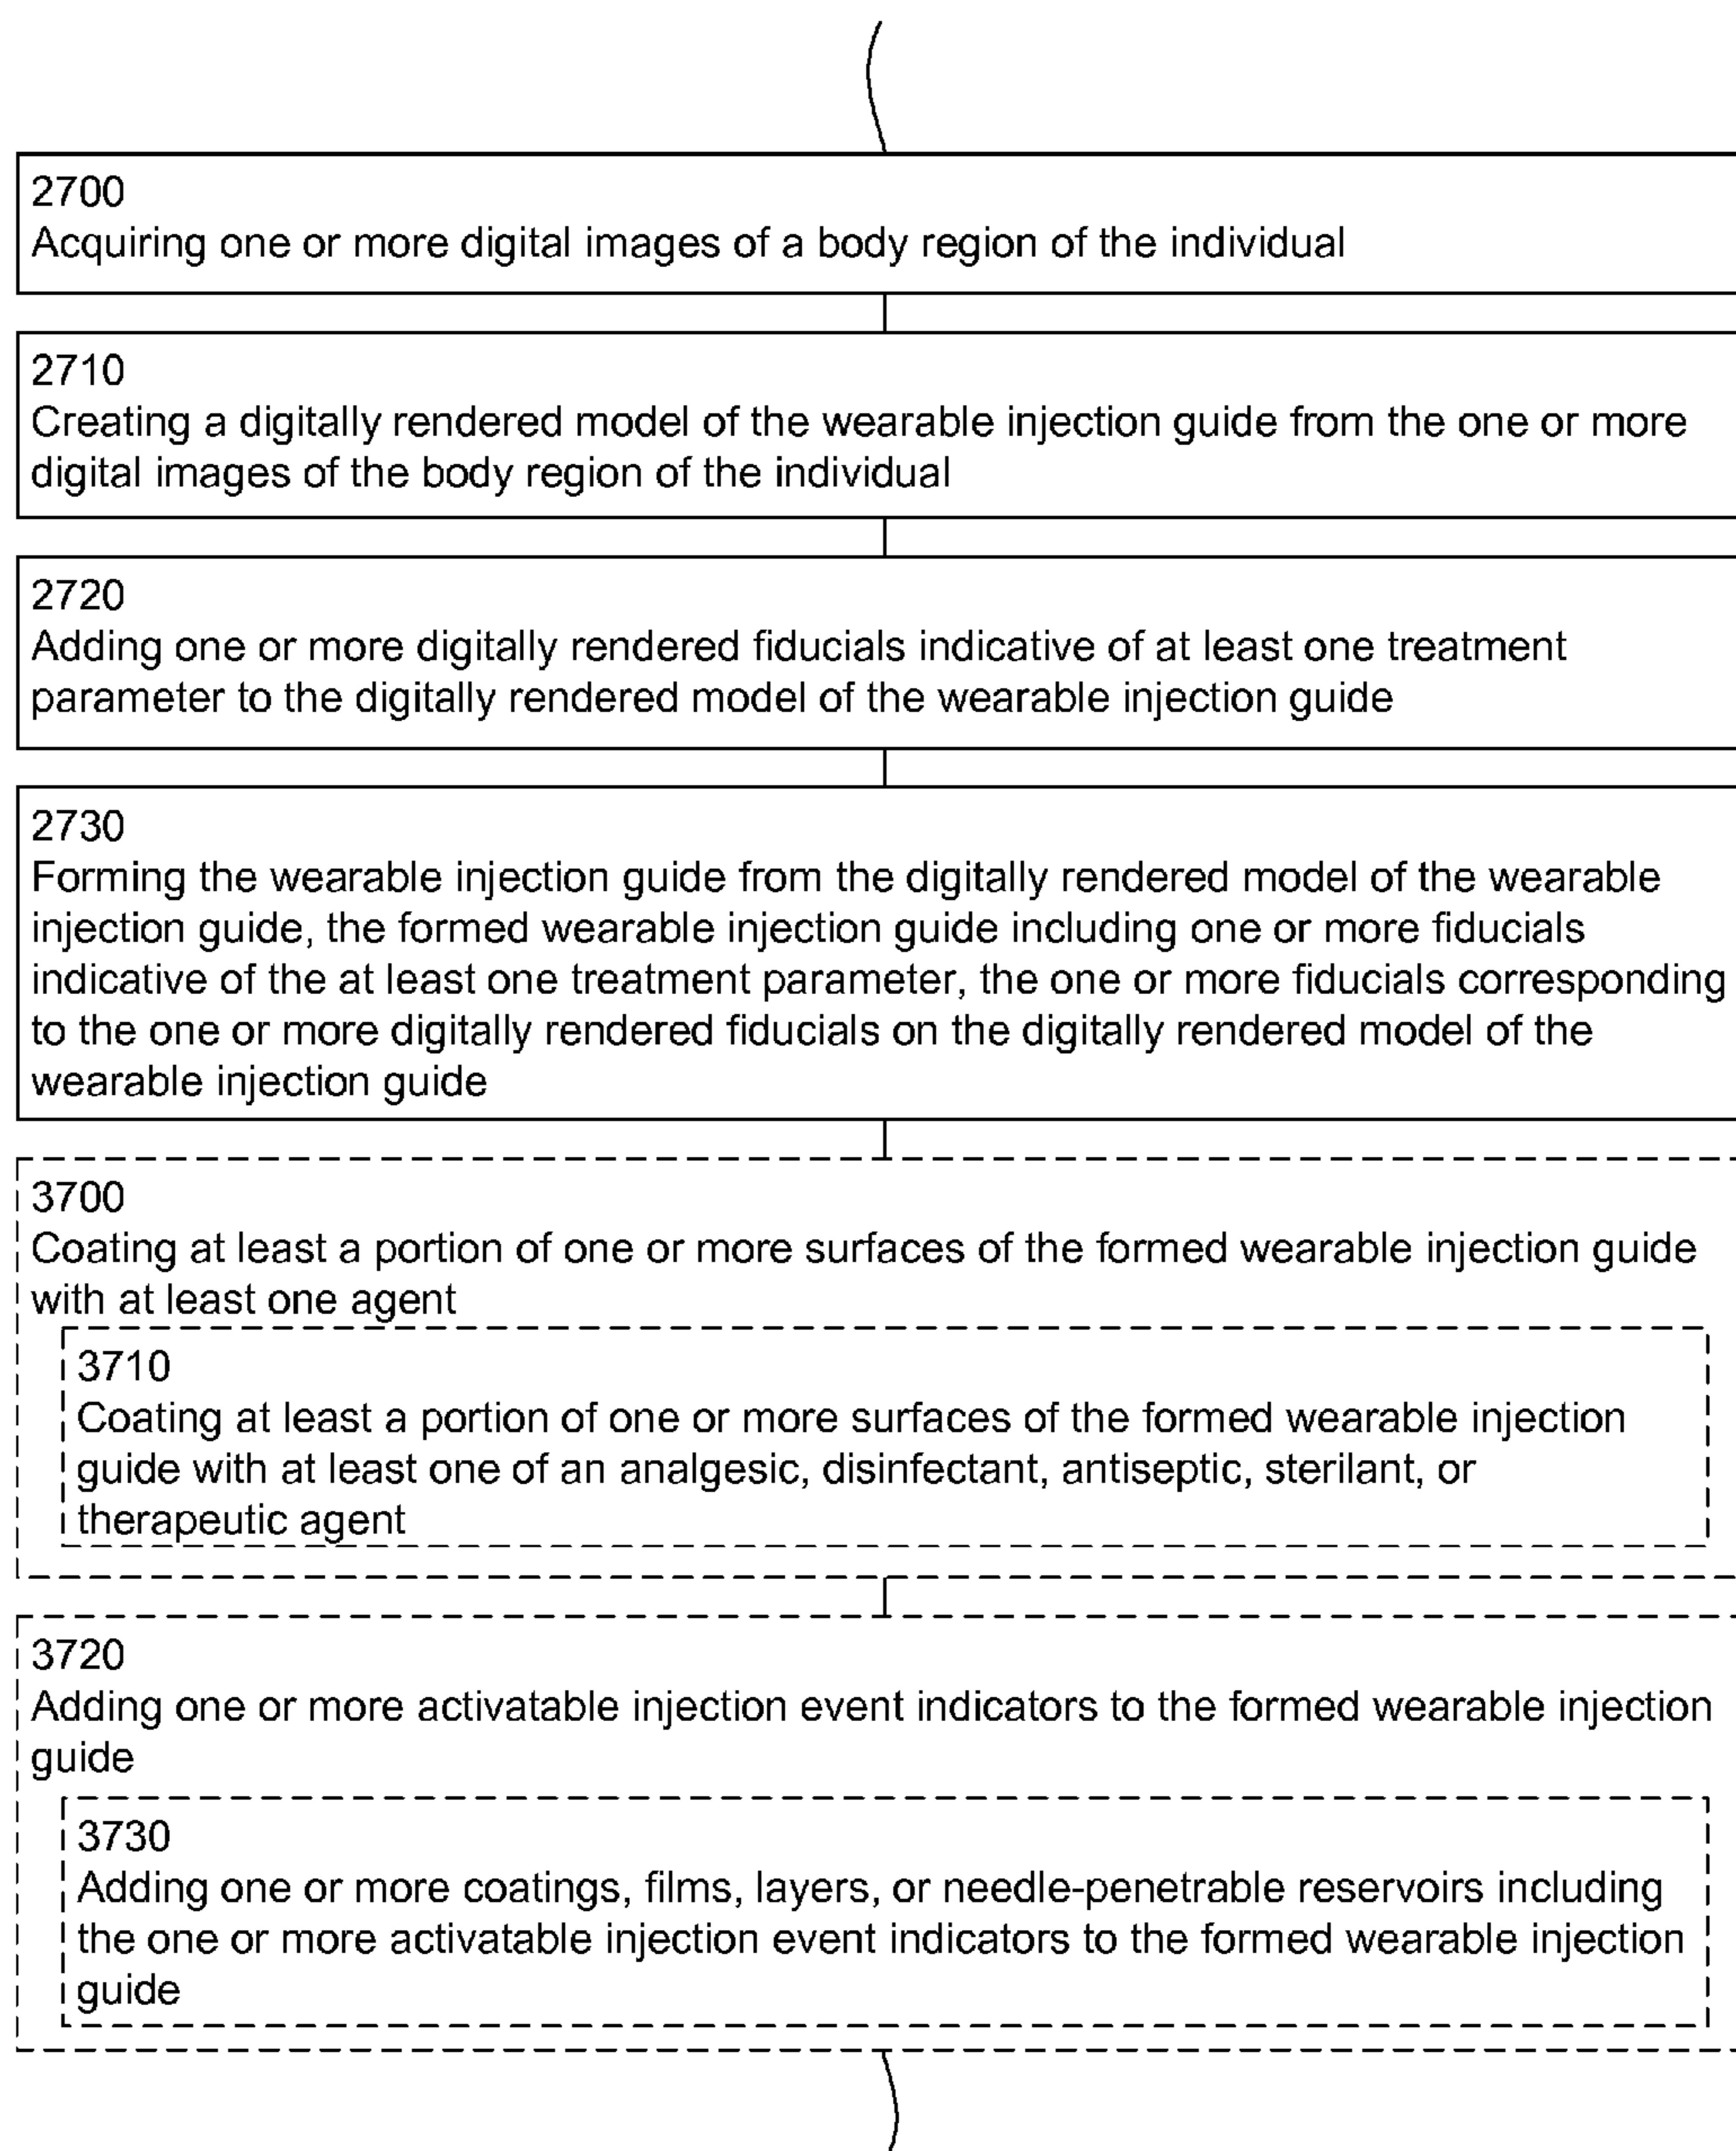 2700
Acquiring one or more digital images of a body region of the individual
2710
Creating a digitally rendered model of the wearable injection guide from the one or more
digital images of the body region of the individual
2720
Adding one or more digitally rendered fiducials indicative of at least one treatment
parameter to the digitally rendered model of the wearable injection guide
2730
Forming the wearable injection guide from the digitally rendered model of the wearable
injection guide, the formed wearable injection guide including one or more fiducials
indicative of the at least one treatment parameter, the one or more fiducials corresponding
to the one or more digitally rendered fiducials on the digitally rendered model of the
wearable injection guide
3700
Coating at least a portion of one or more surfaces of the formed wearable injection guide
with at least one agent
3710
Coating at least a portion of one or more surfaces of the formed wearable injection
guide with at least one of an analgesic, disinfectant, antiseptic, sterilant, or
therapeutic agent
3720
Adding one or more activatable injection event indicators to the formed wearable injection
guide
3730
Adding one or more coatings, films, layers, or needle-penetrable reservoirs including
the one or more activatable injection event indicators to the formed wearable injection
guide